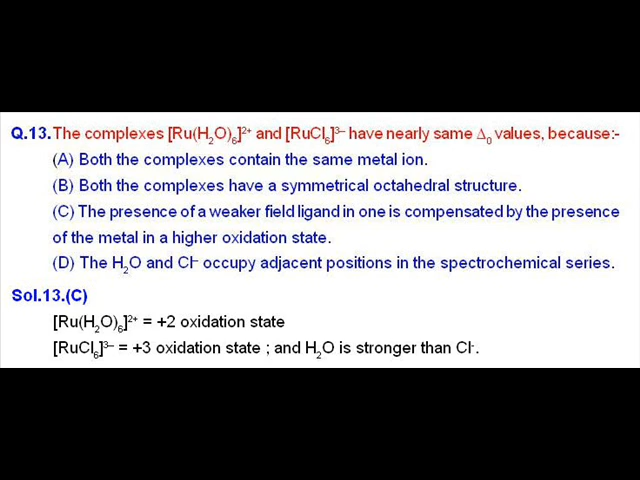 Q.13. The complexes [Ru(H₂O)₆]²⁺ and [RuCl₆]³⁻ have nearly same Δ₀ values, because:-
(A) Both the complexes contain the same metal ion.
(B) Both the complexes have a symmetrical octahedral structure.
(C) The presence of a weaker field ligand in one is compensated by the presence
of the metal in a higher oxidation state.
(D) The H₂O and Cl⁻ occupy adjacent positions in the spectrochemical series.
Sol.13.(C)
[Ru(H₂O)₆]²⁺ = +2 oxidation state
[RuCl₆]³⁻ = +3 oxidation state ; and H₂O is stronger than Cl⁻.